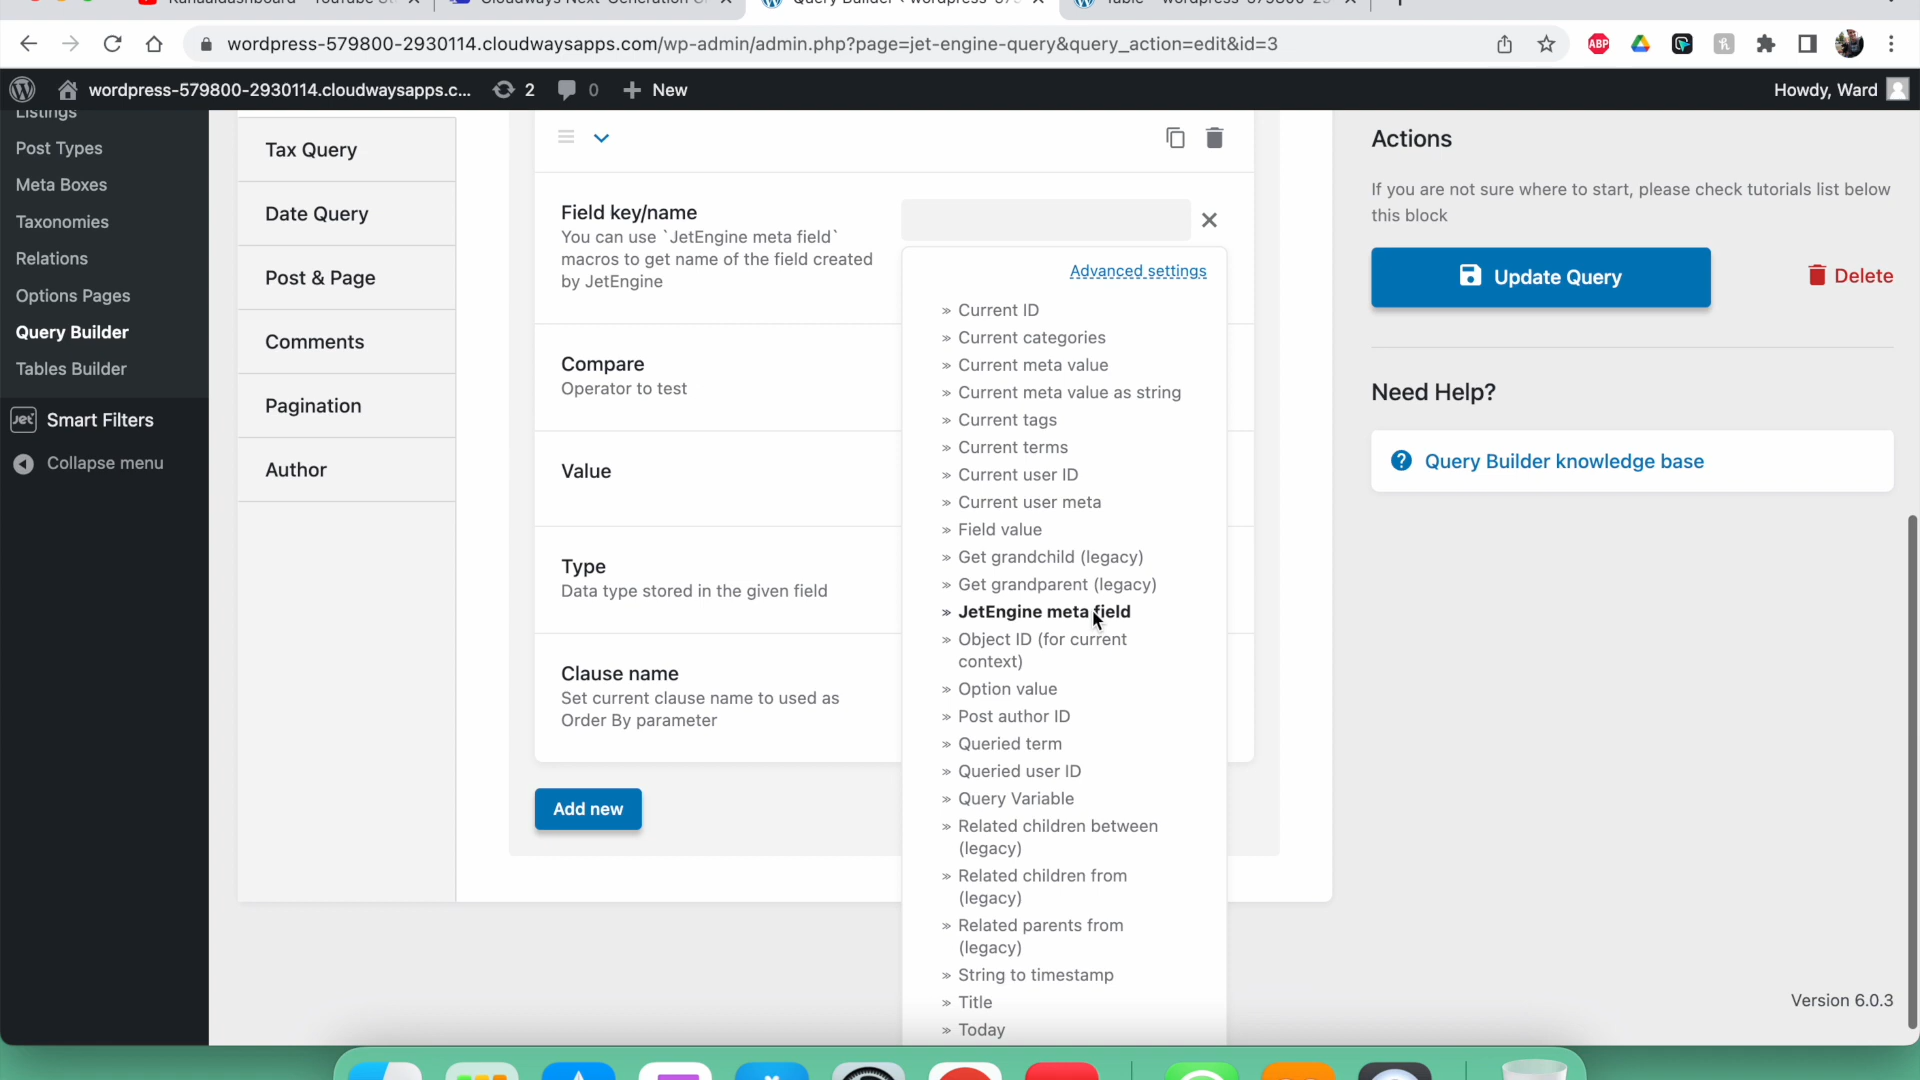 wordpress-579800-2930114.cloudwaysapps.com/wp-admin/admin.php?page=jet-engine-query&query_action=edit&id=3
ABP
wordpress-579800-2930114.cloudwaysapps.c... 2 0 New
Howdy, Ward
Listings
Post Types
Meta Boxes
Taxonomies
Relations
Options Pages
Query Builder
Tables Builder
Jet Smart Filters
Collapse menu
Tax Query
Date Query
Post & Page
Comments
Pagination
Author
Field key/name
You can use `JetEngine meta field`
macros to get name of the field created
by JetEngine
Compare
Operator to test
Value
Type
Data type stored in the given field
Clause name
Set current clause name to used as
Order By parameter
Add new
Advanced settings
» Current ID
» Current categories
» Current meta value
» Current meta value as string
» Current tags
» Current terms
» Current user ID
» Current user meta
» Field value
» Get grandchild (legacy)
» Get grandparent (legacy)
» JetEngine meta field
» Object ID (for current
context)
» Option value
» Post author ID
» Queried term
» Queried user ID
» Query Variable
» Related children between
(legacy)
» Related children from
(legacy)
» Related parents from
(legacy)
» String to timestamp
» Title
» Today
Actions
If you are not sure where to start, please check tutorials list below
this block
Update Query
Delete
Need Help?
Query Builder knowledge base
Version 6.0.3